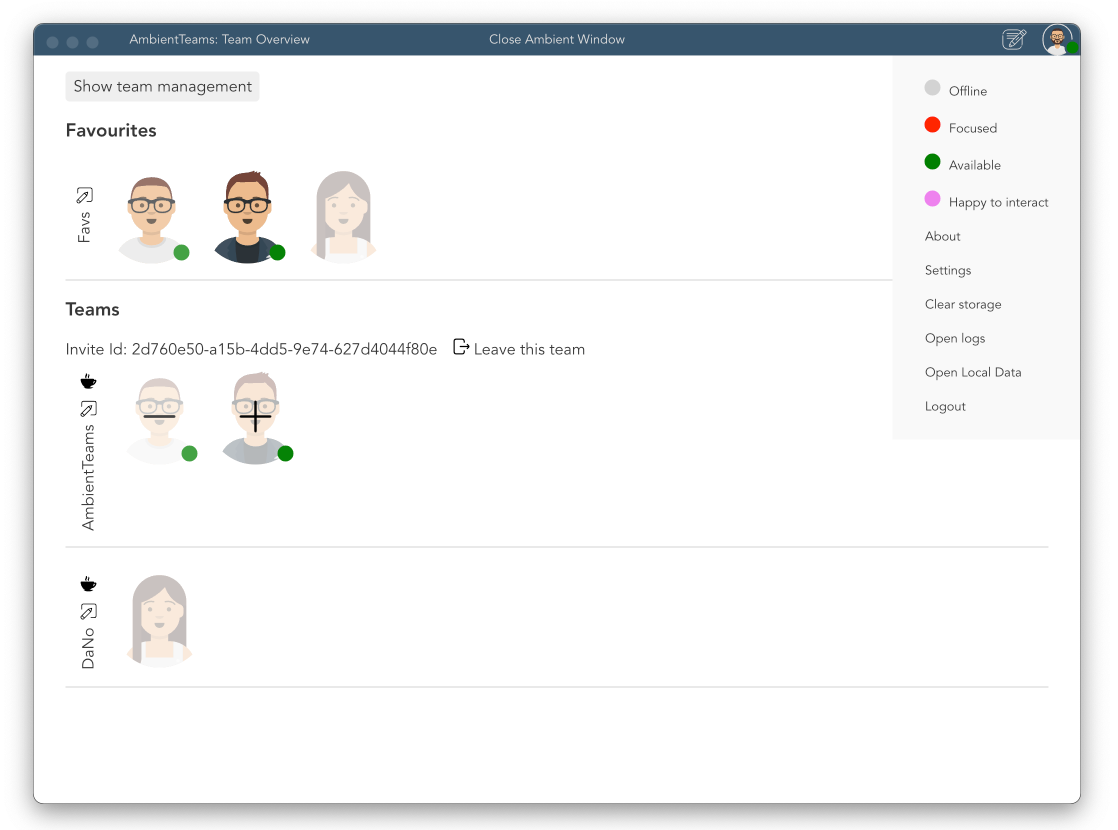 AmbientTeams: Team Overview
Close Ambient Window
Show team management
Favourites
Favs
Teams
Invite Id: 2d760e50-a15b-4dd5-9e74-627d4044f80e
Leave this team
AmbientTeams
DaNo
Offline
Focused
Available
Happy to interact
About
Settings
Clear storage
Open logs
Open Local Data
Logout